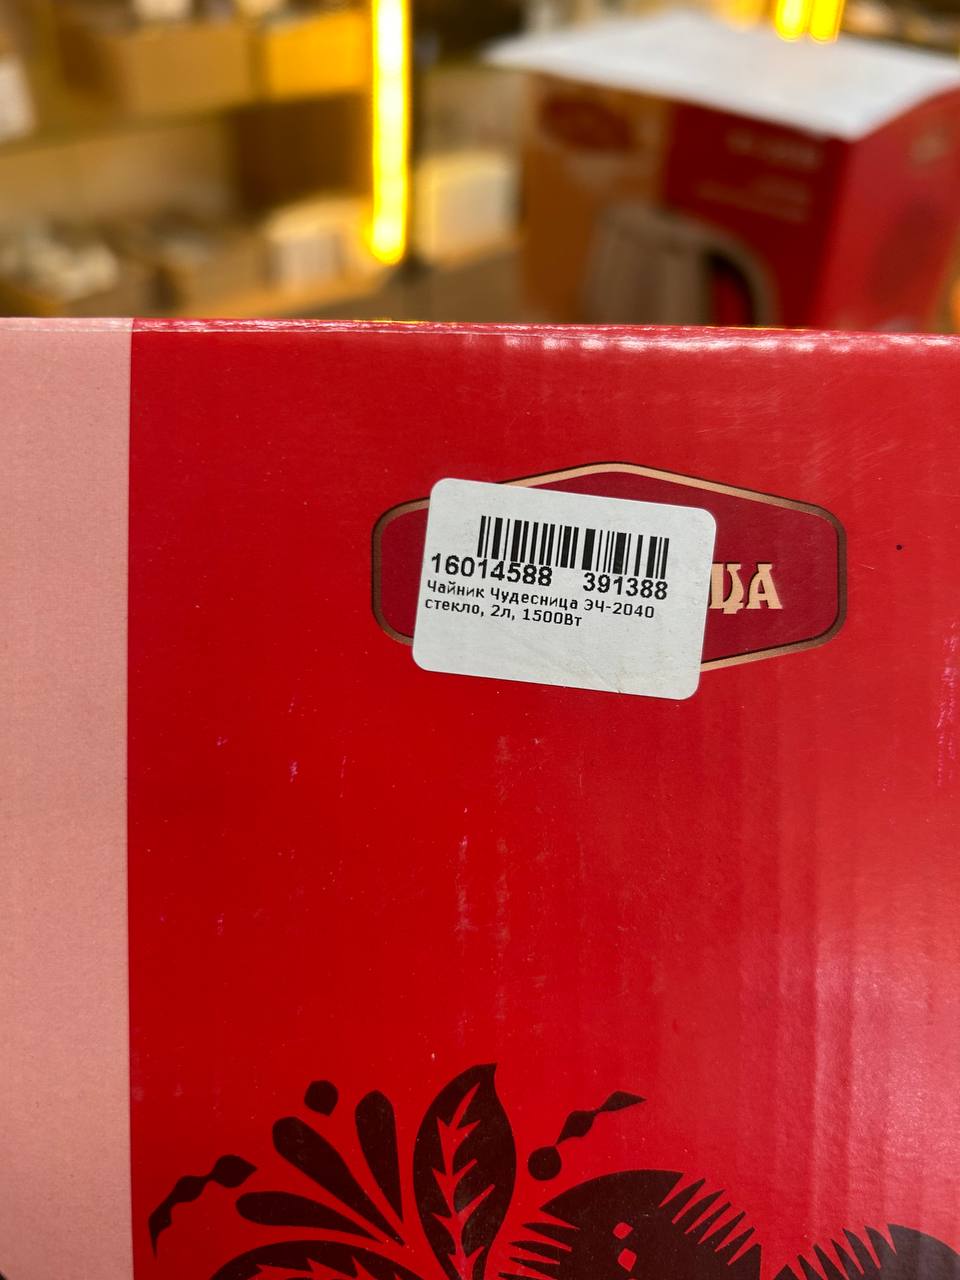 16014588 391388
Чайник Чудесница ЭЧ-2040
стекло, 2л, 1500Вт
ЦА